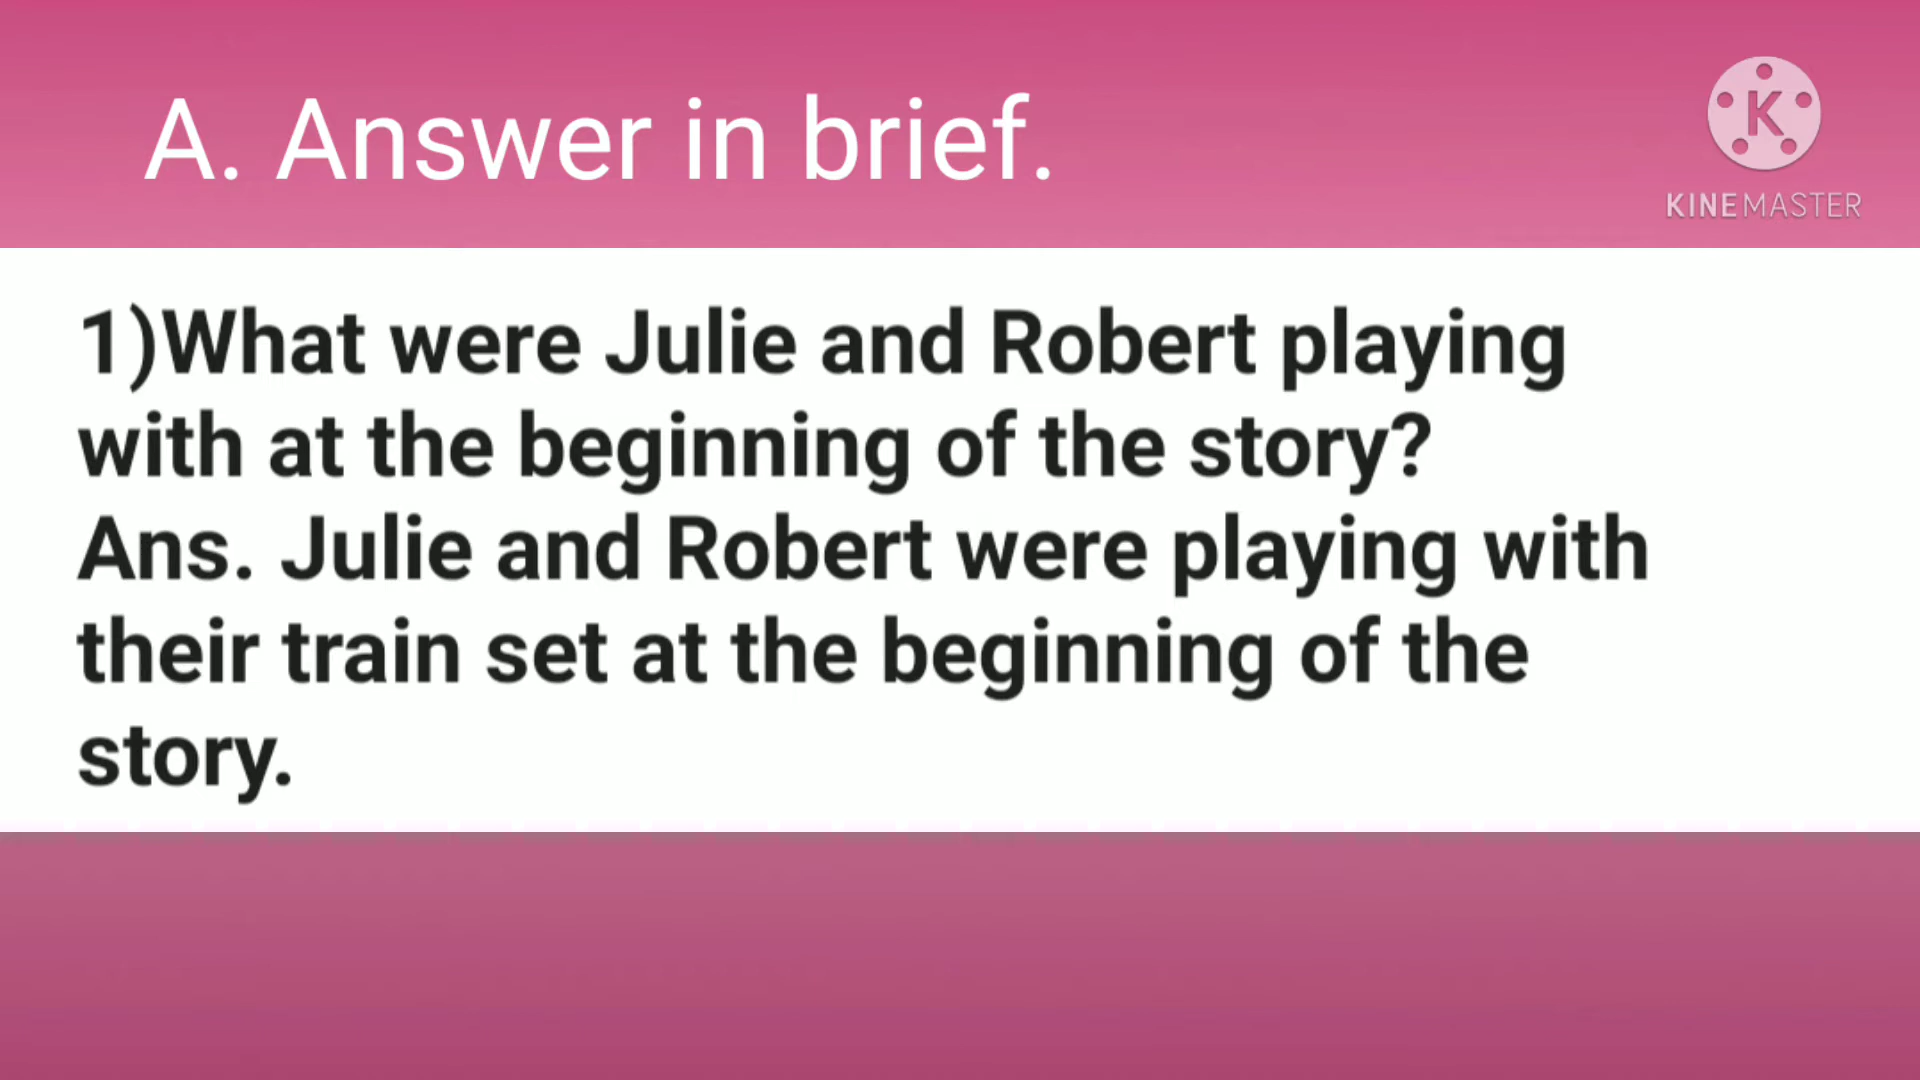 A. Answer in brief.
K
KINEMASTER
1)What were Julie and Robert playing
with at the beginning of the story?
Ans. Julie and Robert were playing with
their train set at the beginning of the
story.